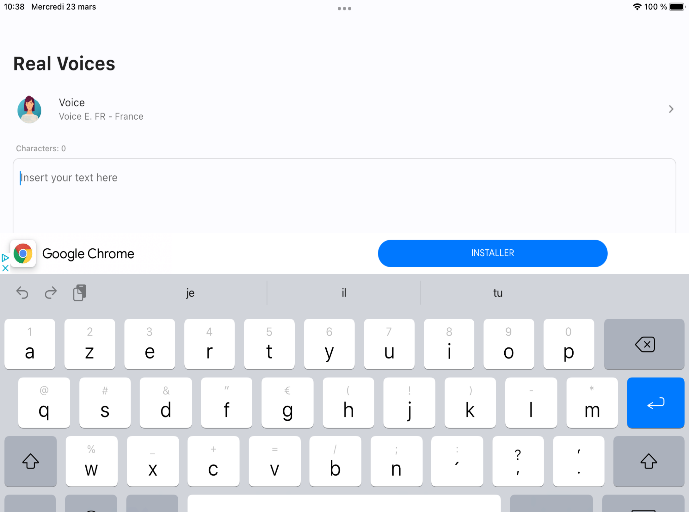 10:38 Mercredi 23 mars
100 %
Real Voices
Voice
Voice E. FR - France
Characters: 0
Insert your text here
Google Chrome
INSTALLER
je il tu
1 2 3 4 5 6 7 8 9 0
a z e r t y u i o p
@ # & " € ( ! ) - *
q s d f g h j k l m
% _ + = / ; : ? '
w x c v b n ´ , .